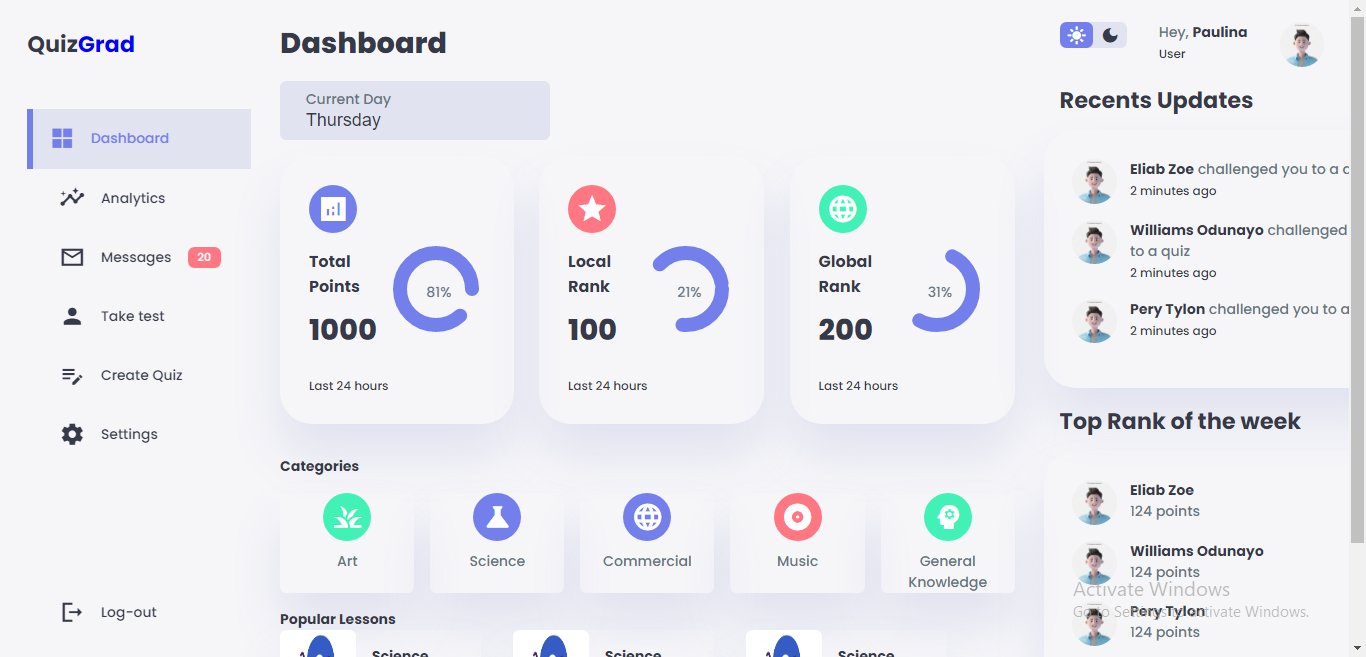 QuizGrad
Dashboard
Analytics
Messages 20
Take test
Create Quiz
Settings
Log-out
Dashboard
Current Day
Thursday
Total
Points
1000
81%
Last 24 hours
Local
Rank
100
21%
Last 24 hours
Global
Rank
200
31%
Last 24 hours
Categories
Art
Science
Commercial
Music
General
Knowledge
Popular Lessons
Science
Science
Science
Hey, Paulina
User
Recents Updates
Eliab Zoe challenged you to a
2 minutes ago
Williams Odunayo challenged
to a quiz
2 minutes ago
Pery Tylon challenged you to a
2 minutes ago
Top Rank of the week
Eliab Zoe
124 points
Williams Odunayo
124 points
Pery Tylon
124 points
Activate Windows
Go to Settings to activate Windows.